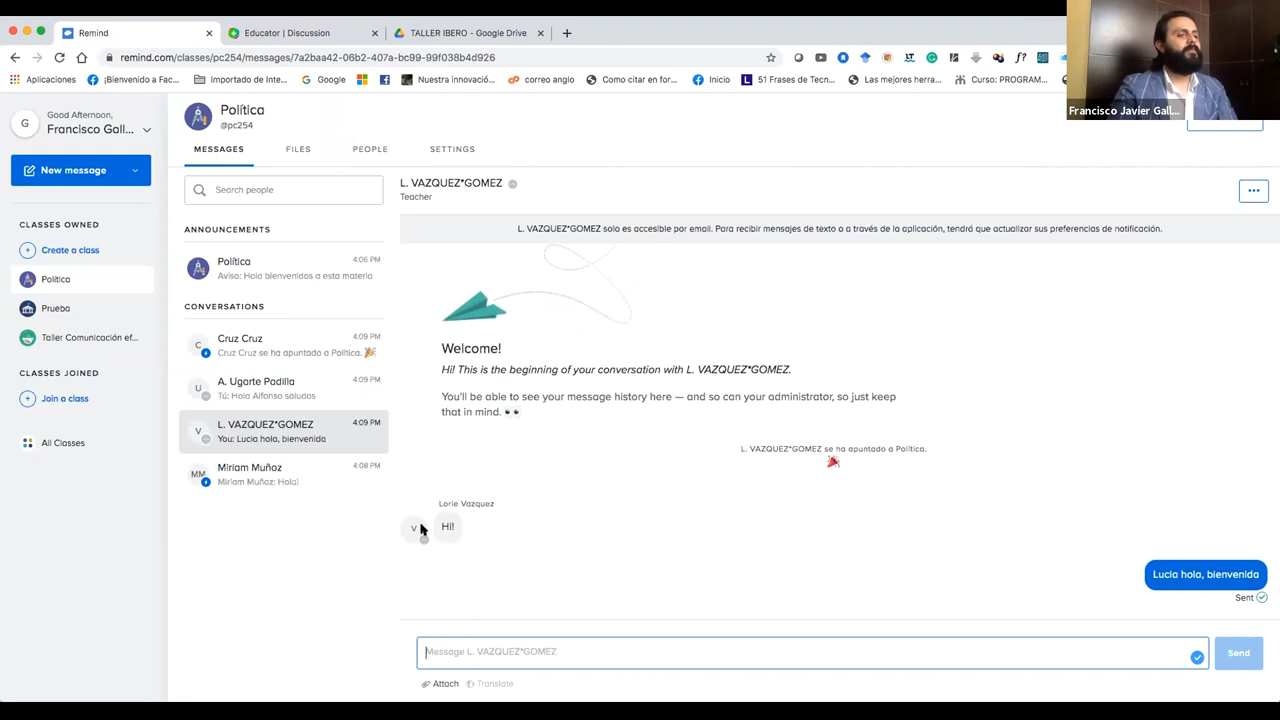 Remind
Educator | Discussion
TALLER IBERO - Google Drive
remind.com/classes/pc254/messages/7a2baa42-06b2-407a-bc99-99f038b4d926
Aplicaciones
¡Bienvenido a Fac...
Importado de Inte...
Google
Nuestra innovació...
correo anglo
Como citar en for...
Inicio
51 Frases de Tecn...
Las mejores herra...
Curso: PROGRAM...
Francisco Javier Gall...
G
Good Afternoon,
Francisco Gall...
New message
CLASSES OWNED
Create a class
Política
Prueba
Taller Comunicación ef...
CLASSES JOINED
Join a class
All Classes
Política
@pc254
MESSAGES FILES PEOPLE SETTINGS
Search people
ANNOUNCEMENTS
Política 4:06 PM
Aviso: Hola bienvenidos a esta materia
CONVERSATIONS
C
Cruz Cruz 4:09 PM
Cruz Cruz se ha apuntado a Política. 🎉
U
A. Ugarte Padilla 4:09 PM
Tú: Hola Alfonso saludos
V
L. VAZQUEZ*GOMEZ 4:09 PM
You: Lucia hola, bienvenida
MM
Miriam Muñoz 4:08 PM
Miriam Muñoz: Hola!
L. VAZQUEZ*GOMEZ
Teacher
L. VAZQUEZ*GOMEZ solo es accesible por email. Para recibir mensajes de texto o a través de la aplicación, tendrá que actualizar sus preferencias de notificación.
Welcome!
Hi! This is the beginning of your conversation with L. VAZQUEZ*GOMEZ.
You'll be able to see your message history here — and so can your administrator, so just keep
that in mind. 👀
L. VAZQUEZ*GOMEZ se ha apuntado a Política.
🎉
Lorie Vazquez
V
Hi!
Lucia hola, bienvenida
Sent
Message L. VAZQUEZ*GOMEZ
Send
Attach
Translate